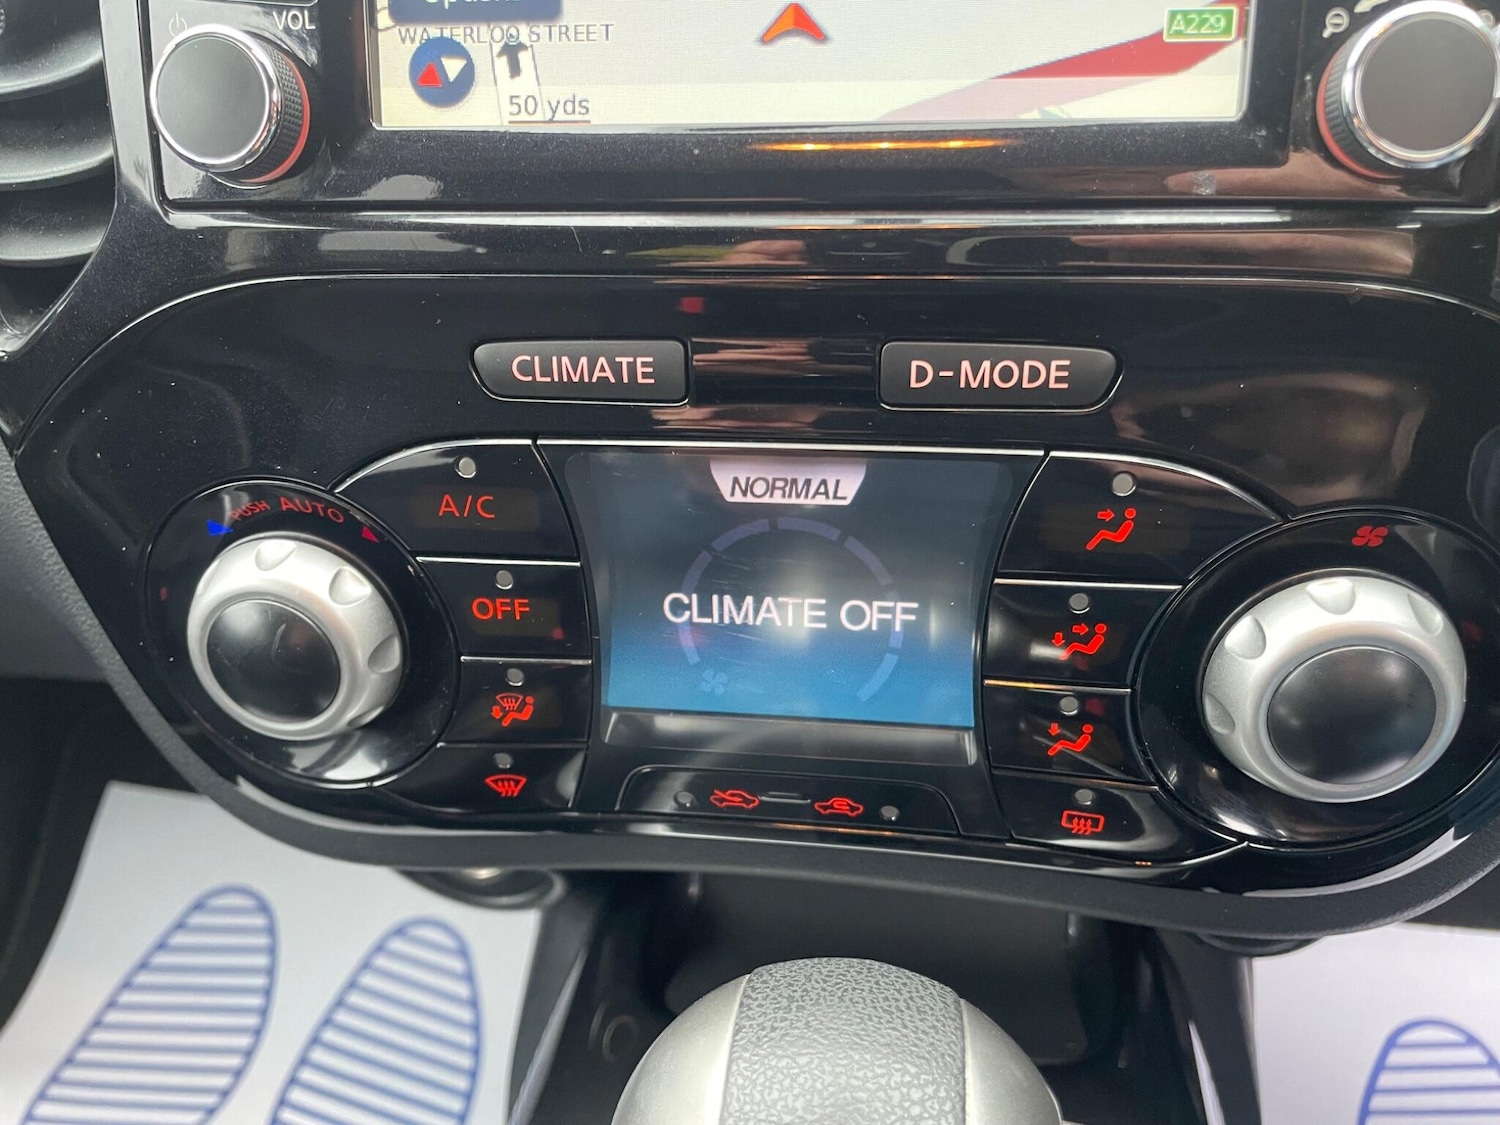 VOL
WATERLOO STREET
50 yds
A229
CLIMATE
D-MODE
PUSH AUTO
A/C
NORMAL
OFF
CLIMATE OFF